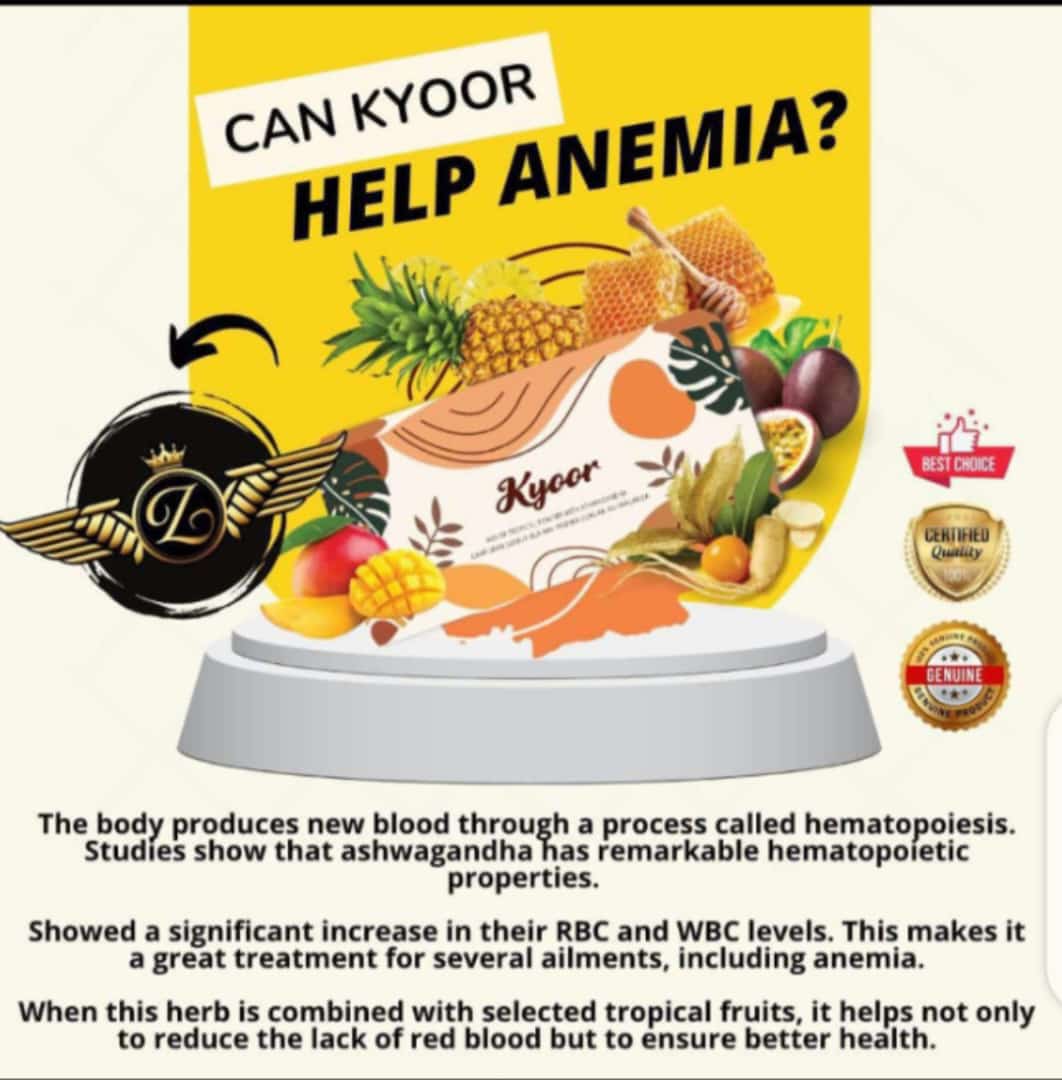 CAN KYOOR
HELP ANEMIA?
Z
Kyoor
BEST CHOICE
CERTIFIED
Quality
GENUINE
GENUINE PRODUCT
The body produces new blood through a process called hematopoiesis.
Studies show that ashwagandha has remarkable hematopoietic
properties.
Showed a significant increase in their RBC and WBC levels. This makes it
a great treatment for several ailments, including anemia.
When this herb is combined with selected tropical fruits, it helps not only
to reduce the lack of red blood but to ensure better health.